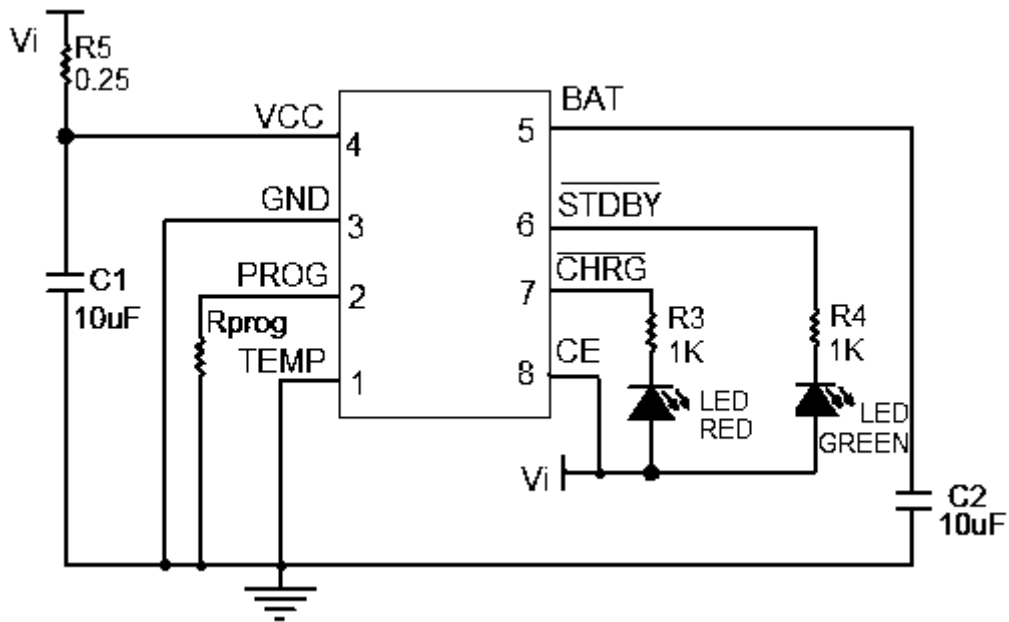 Vi
R5
0.25
VCC
4
GND
3
C1
10uF
PROG
2
Rprog
TEMP
1
BAT
5
STDBY
6
CHRG
7
R3
1K
R4
1K
CE
8
LED
RED
LED
GREEN
Vi
C2
10uF